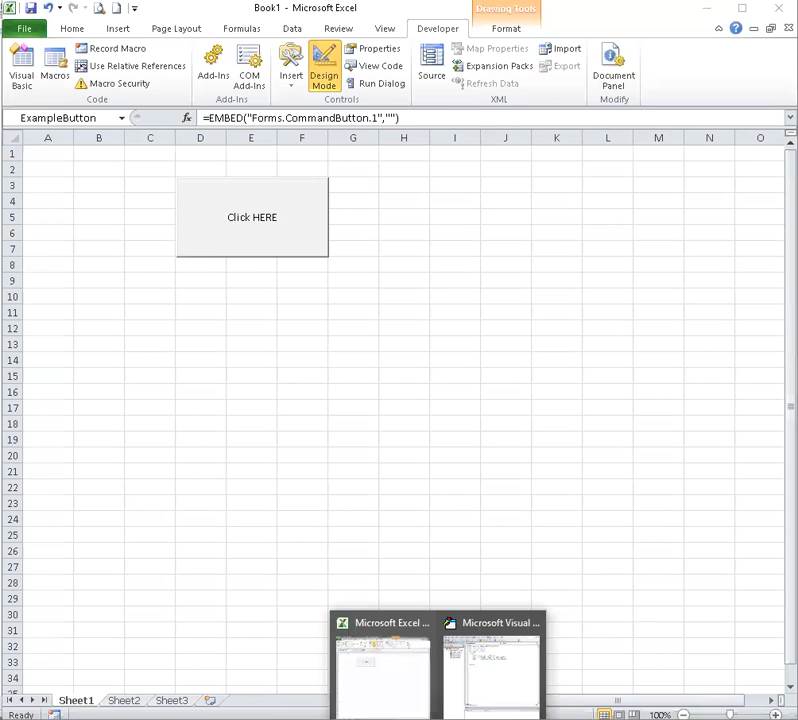 Book1 - Microsoft Excel
Drawing Tools
File Home Insert Page Layout Formulas Data Review View Developer Format
Visual Basic
Macros
Record Macro
Use Relative References
Macro Security
Code
Add-Ins
COM Add-Ins
Add-Ins
Insert
Design Mode
Properties
View Code
Run Dialog
Controls
Source
Map Properties
Expansion Packs
Refresh Data
Import
Export
XML
Document Panel
Modify
ExampleButton
fx =EMBED("Forms.CommandButton.1","")
A B C D E F G H I J K L M N O
1
2
3
4
5
6
7
8
9
10
11
12
13
14
15
16
17
18
19
20
21
22
23
24
25
26
27
28
29
30
31
32
33
34
Click HERE
Microsoft Excel ...
Microsoft Visual ...
Sheet1 Sheet2 Sheet3
Ready
100%